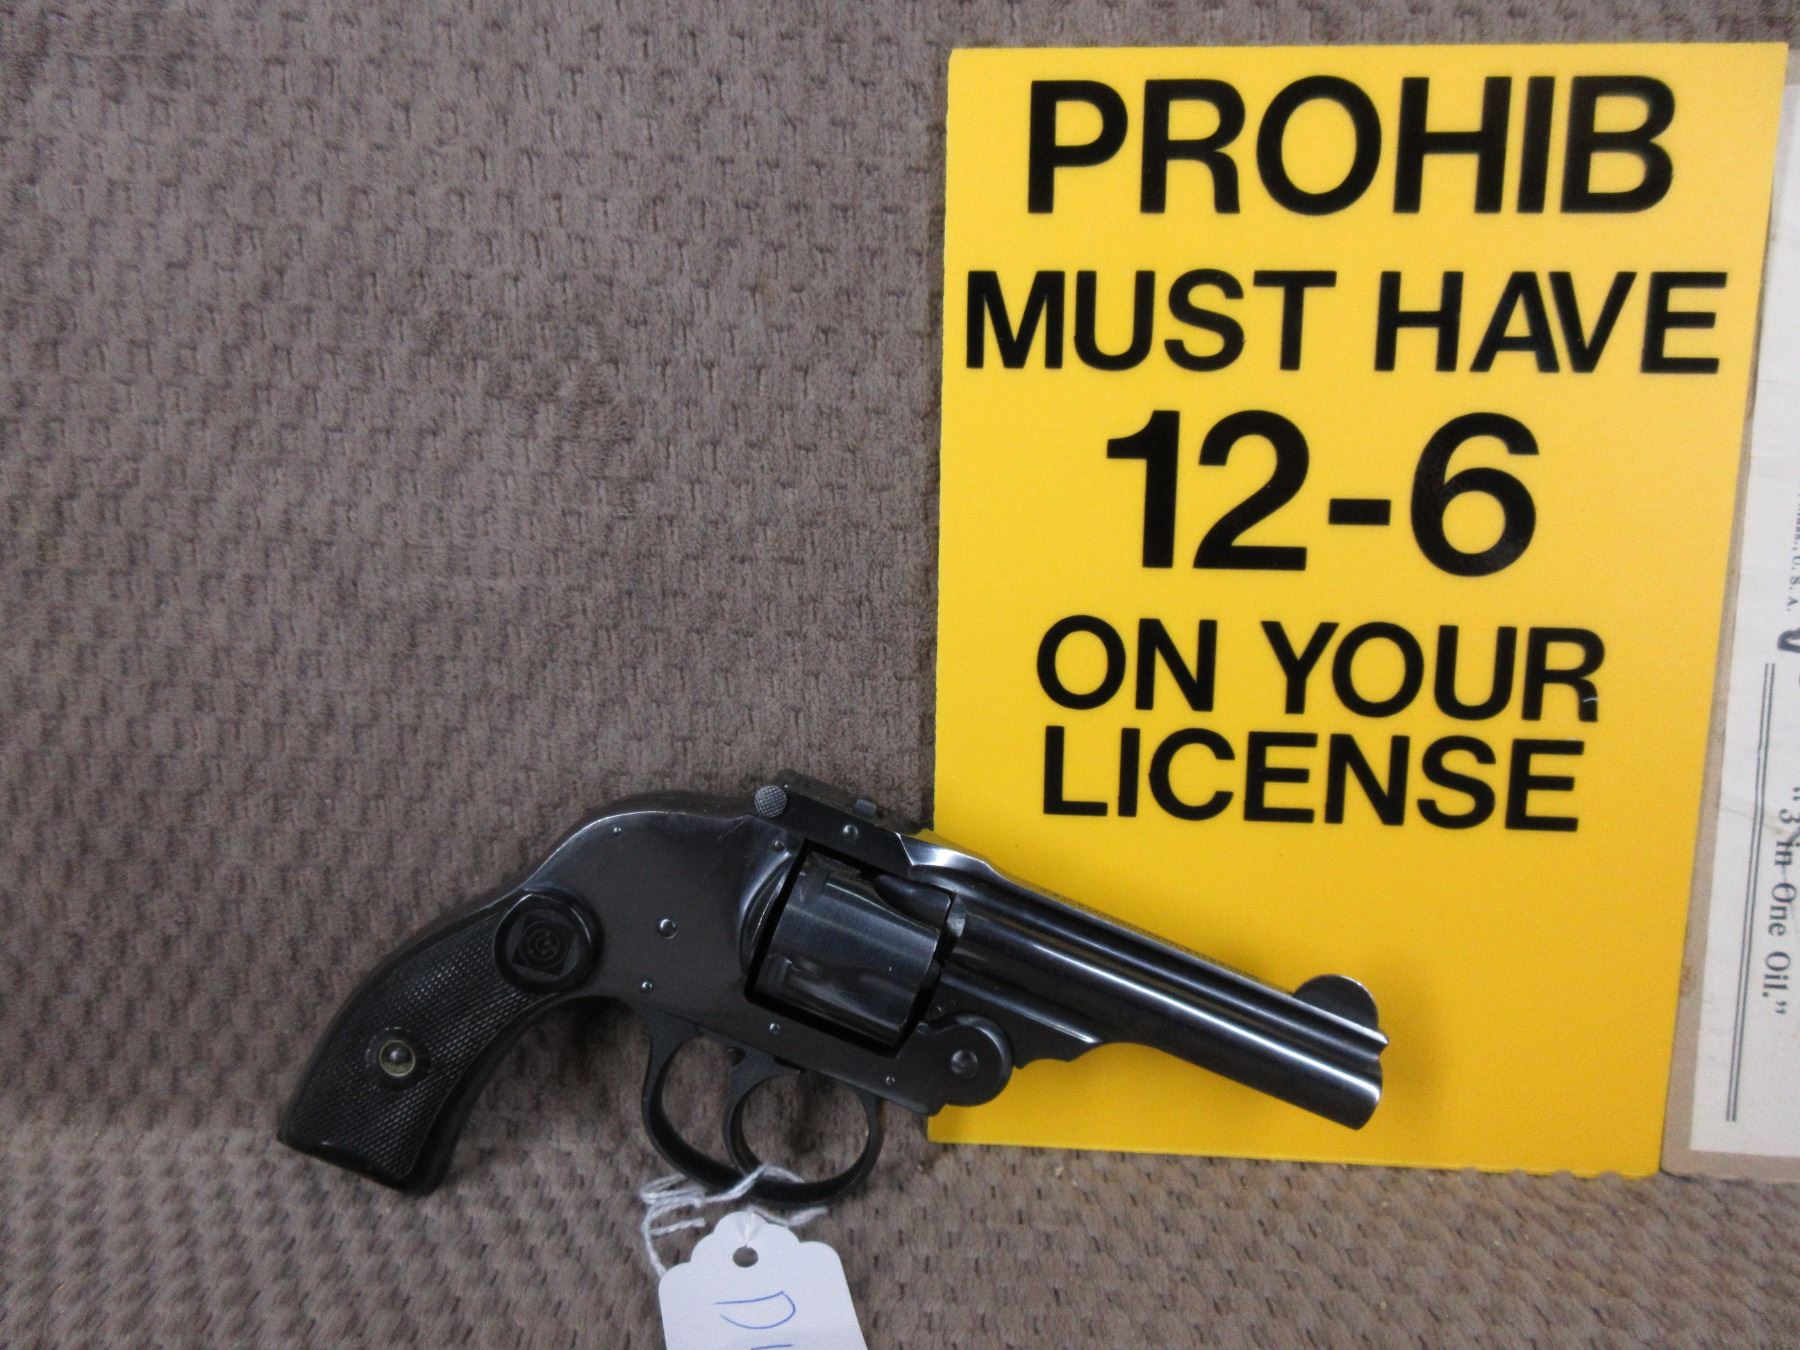 PROHIB
MUST HAVE
12-6
ON YOUR
LICENSE
U.S.A.
"3 in One Oil."